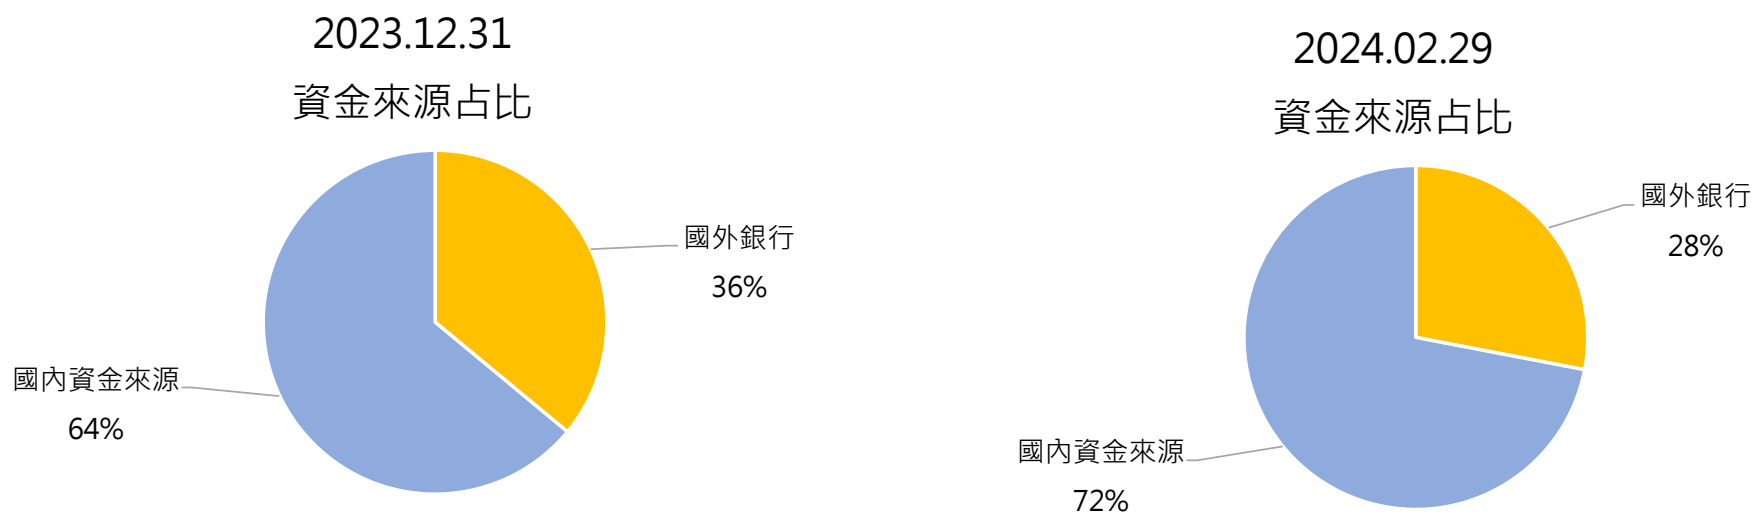 2023.12.31
資金來源占比
國外銀行
36%
國內資金來源
64%
2024.02.29
資金來源占比
國外銀行
28%
國內資金來源
72%